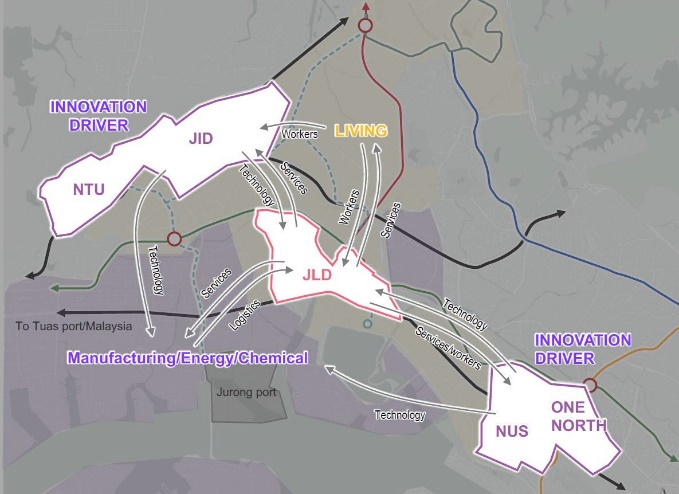 INNOVATION
DRIVER
JID
NTU
Workers
LIVING
Technology
Services
Workers
Services
Technology
JLD
Services
Logistics
Technology
Services/workers
To Tuas port/Malaysia
Manufacturing/Energy/Chemical
INNOVATION
DRIVER
Jurong port
Technology
NUS
ONE
NORTH